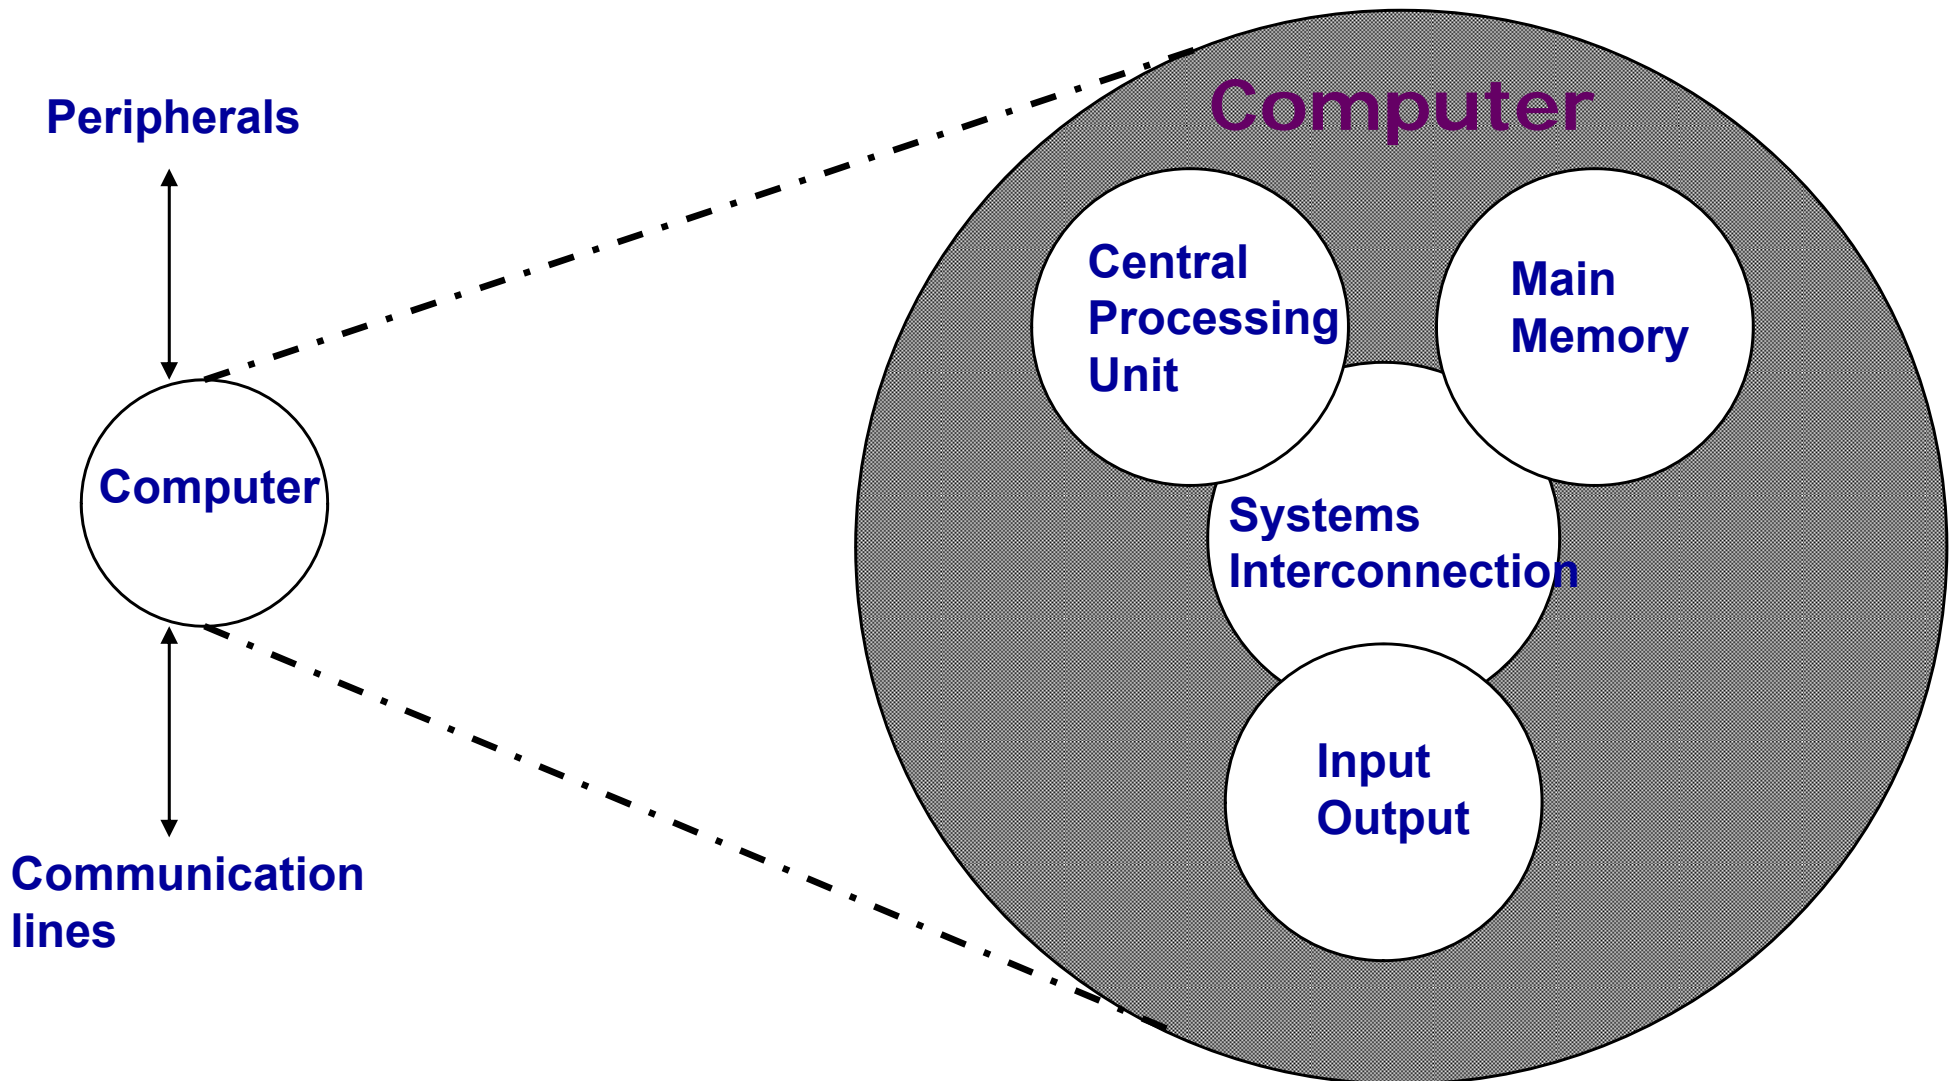 Peripherals
Computer
Communication
lines
Computer
Central
Processing
Unit
Main
Memory
Systems
Interconnection
Input
Output